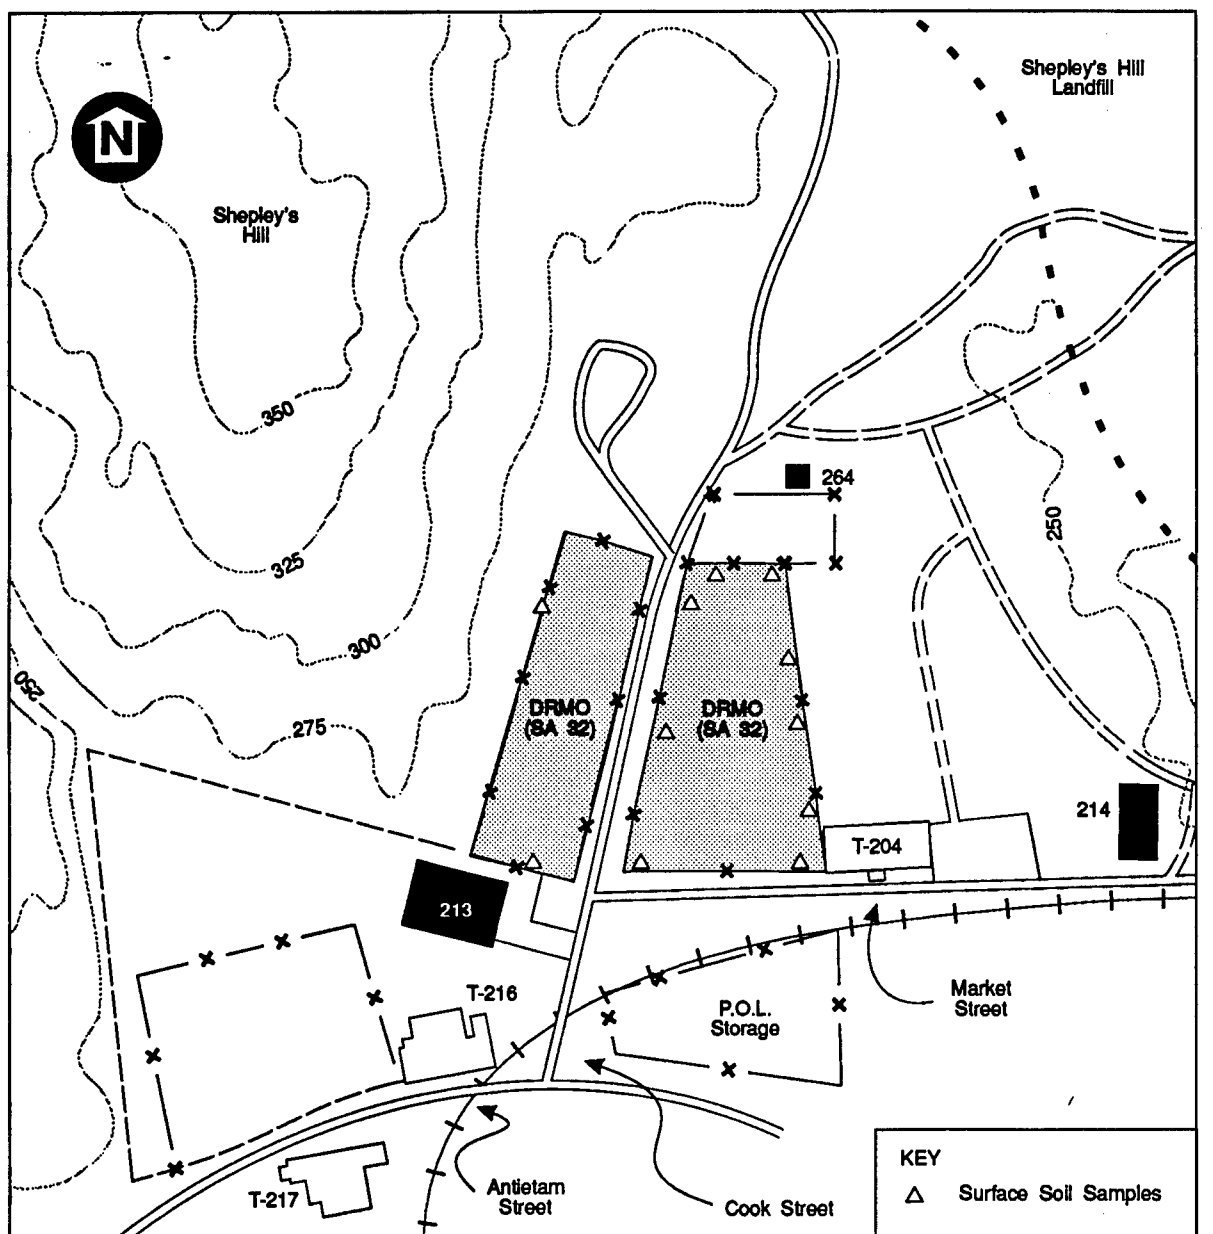 Shepley's Hill
Landfill
N
Shepley's
Hill
350
264
250
325
300
250
DRMO
(SA 32)
DRMO
(SA 32)
275
214
T-204
213
T-216
Market
Street
P.O.L.
Storage
KEY
Surface Soil Samples
Antietam
Street
T-217
Cook Street